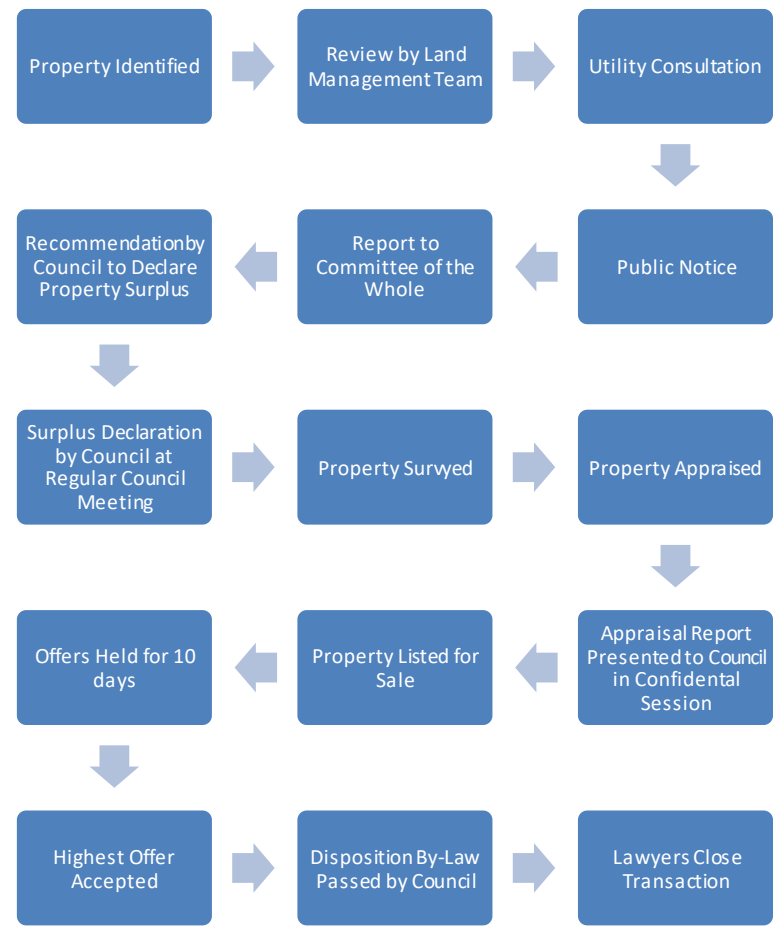 Property Identified
Review by Land
Management Team
Utility Consultation
Public Notice
Report to
Committee of the
Whole
Recommendationby
Council to Declare
Property Surplus
Surplus Declaration
by Council at
Regular Council
Meeting
Property Survyed
Property Appraised
Appraisal Report
Presented to Council
in Confidental
Session
Property Listed for
Sale
Offers Held for 10
days
Highest Offer
Accepted
Disposition By-Law
Passed by Council
Lawyers Close
Transaction